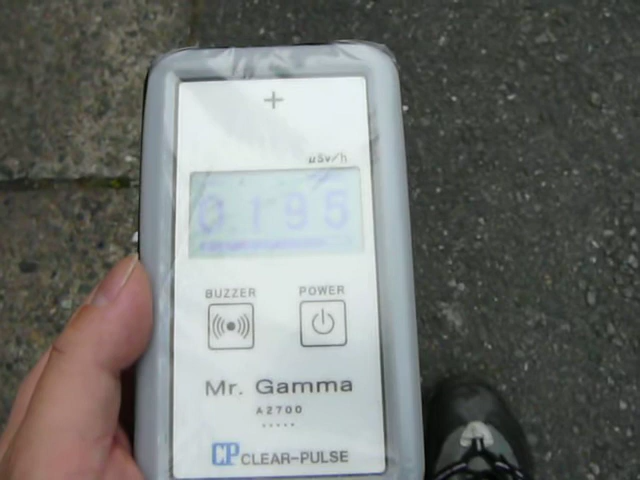 +
μSv/h
0.195
BUZZER POWER
Mr. Gamma
A2700
CP CLEAR-PULSE